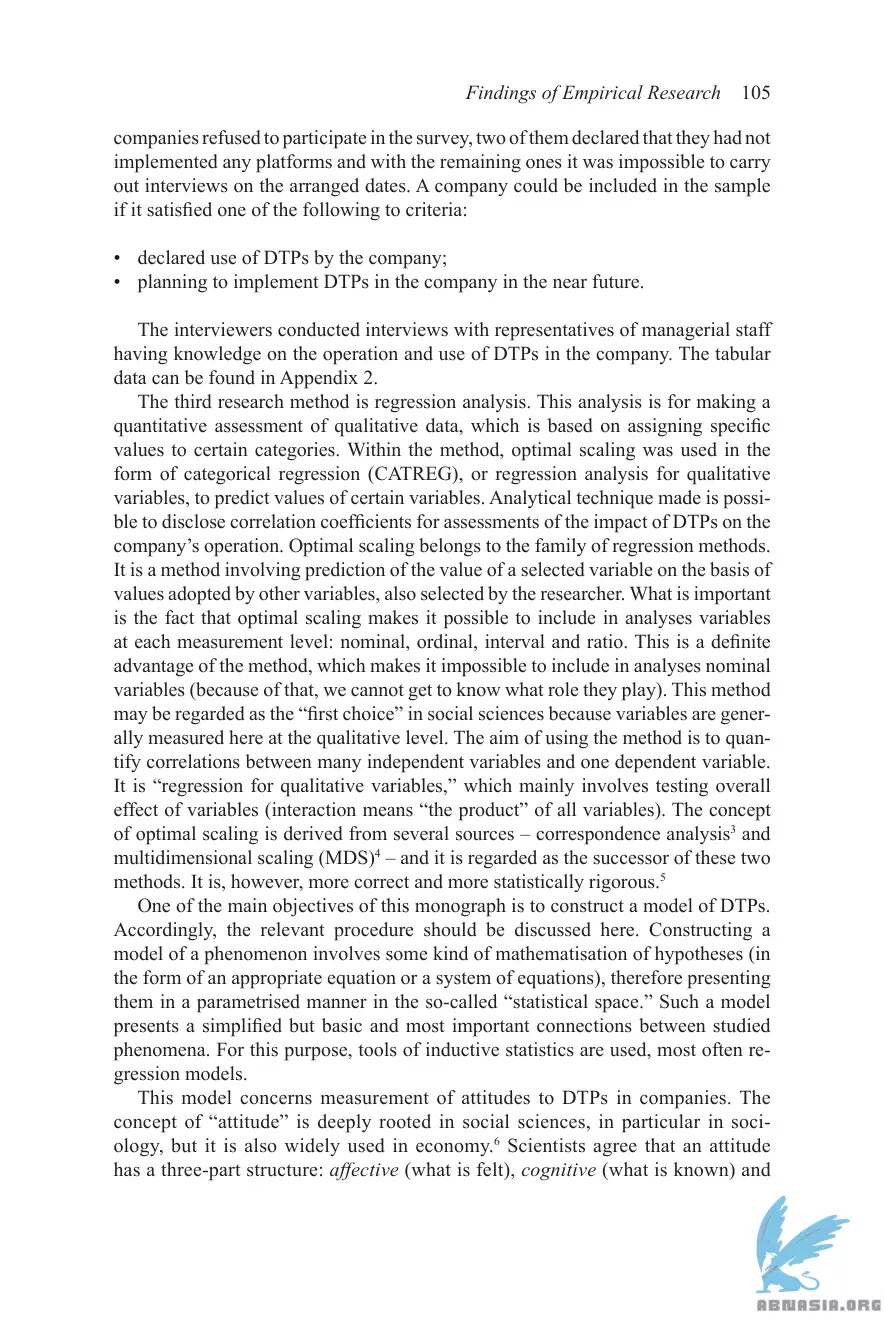 Findings of Empirical Research 105
companies refused to participate in the survey, two of them declared that they had not
implemented any platforms and with the remaining ones it was impossible to carry
out interviews on the arranged dates. A company could be included in the sample
if it satisfied one of the following to criteria:
• declared use of DTPs by the company;
• planning to implement DTPs in the company in the near future.
The interviewers conducted interviews with representatives of managerial staff
having knowledge on the operation and use of DTPs in the company. The tabular
data can be found in Appendix 2.
The third research method is regression analysis. This analysis is for making a
quantitative assessment of qualitative data, which is based on assigning specific
values to certain categories. Within the method, optimal scaling was used in the
form of categorical regression (CATREG), or regression analysis for qualitative
variables, to predict values of certain variables. Analytical technique made is possi-
ble to disclose correlation coefficients for assessments of the impact of DTPs on the
company’s operation. Optimal scaling belongs to the family of regression methods.
It is a method involving prediction of the value of a selected variable on the basis of
values adopted by other variables, also selected by the researcher. What is important
is the fact that optimal scaling makes it possible to include in analyses variables
at each measurement level: nominal, ordinal, interval and ratio. This is a definite
advantage of the method, which makes it impossible to include in analyses nominal
variables (because of that, we cannot get to know what role they play). This method
may be regarded as the “first choice” in social sciences because variables are gener-
ally measured here at the qualitative level. The aim of using the method is to quan-
tify correlations between many independent variables and one dependent variable.
It is “regression for qualitative variables,” which mainly involves testing overall
effect of variables (interaction means “the product” of all variables). The concept
of optimal scaling is derived from several sources – correspondence analysis³ and
multidimensional scaling (MDS)⁴ – and it is regarded as the successor of these two
methods. It is, however, more correct and more statistically rigorous.⁵
One of the main objectives of this monograph is to construct a model of DTPs.
Accordingly, the relevant procedure should be discussed here. Constructing a
model of a phenomenon involves some kind of mathematisation of hypotheses (in
the form of an appropriate equation or a system of equations), therefore presenting
them in a parametrised manner in the so-called “statistical space.” Such a model
presents a simplified but basic and most important connections between studied
phenomena. For this purpose, tools of inductive statistics are used, most often re-
gression models.
This model concerns measurement of attitudes to DTPs in companies. The
concept of “attitude” is deeply rooted in social sciences, in particular in soci-
ology, but it is also widely used in economy.⁶ Scientists agree that an attitude
has a three-part structure: affective (what is felt), cognitive (what is known) and
ABNASIA.ORG